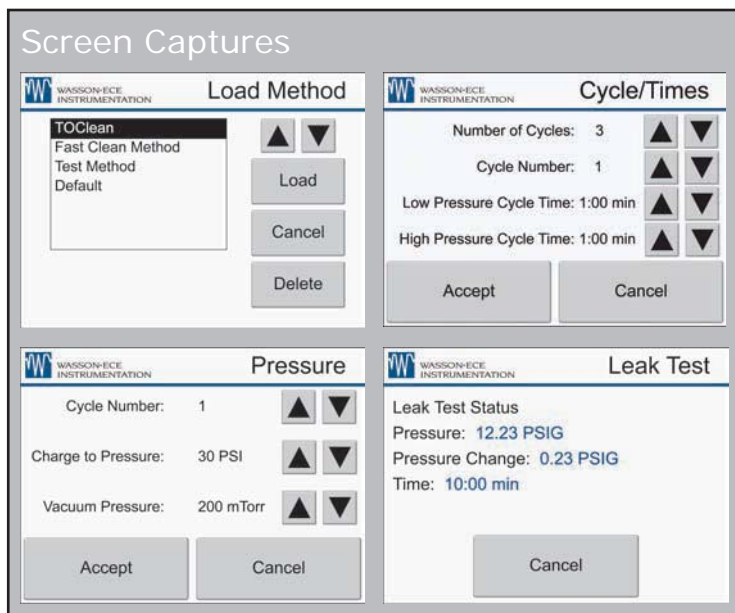 Screen Captures
WASSON-ECE
INSTRUMENTATION
Load Method
TOClean
Fast Clean Method
Test Method
Default
Load
Cancel
Delete
WASSON-ECE
INSTRUMENTATION
Cycle/Times
Number of Cycles: 3
Cycle Number: 1
Low Pressure Cycle Time: 1:00 min
High Pressure Cycle Time: 1:00 min
Accept Cancel
WASSON-ECE
INSTRUMENTATION
Pressure
Cycle Number: 1
Charge to Pressure: 30 PSI
Vacuum Pressure: 200 mTorr
Accept Cancel
WASSON-ECE
INSTRUMENTATION
Leak Test
Leak Test Status
Pressure: 12.23 PSIG
Pressure Change: 0.23 PSIG
Time: 10:00 min
Cancel